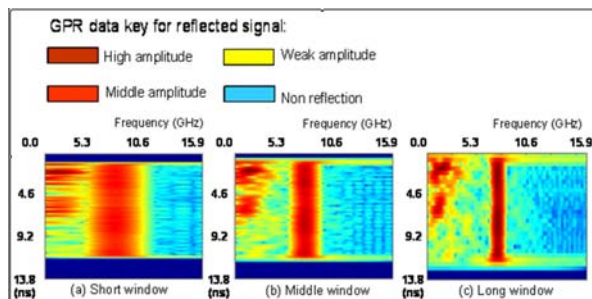 GPR data key for reflected signal:
High amplitude
Weak amplitude
Middle amplitude
Non reflection
Frequency (GHz)
Frequency (GHz)
Frequency (GHz)
0.0 5.3 10.6 15.9
0.0 5.3 10.6 15.9
0.0 5.3 10.6 15.9
4.6
9.2
13.8
(ns)
4.6
9.2
13.8
(ns)
4.6
9.2
13.8
(ns)
(a) Short window
(b) Middle window
(c) Long window